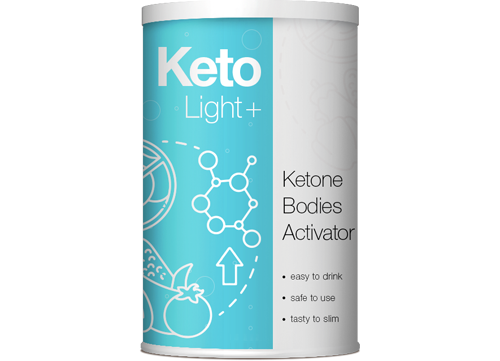 Keto
Light+
Ketone
Bodies
Activator
• easy to drink
• safe to use
• tasty to slim